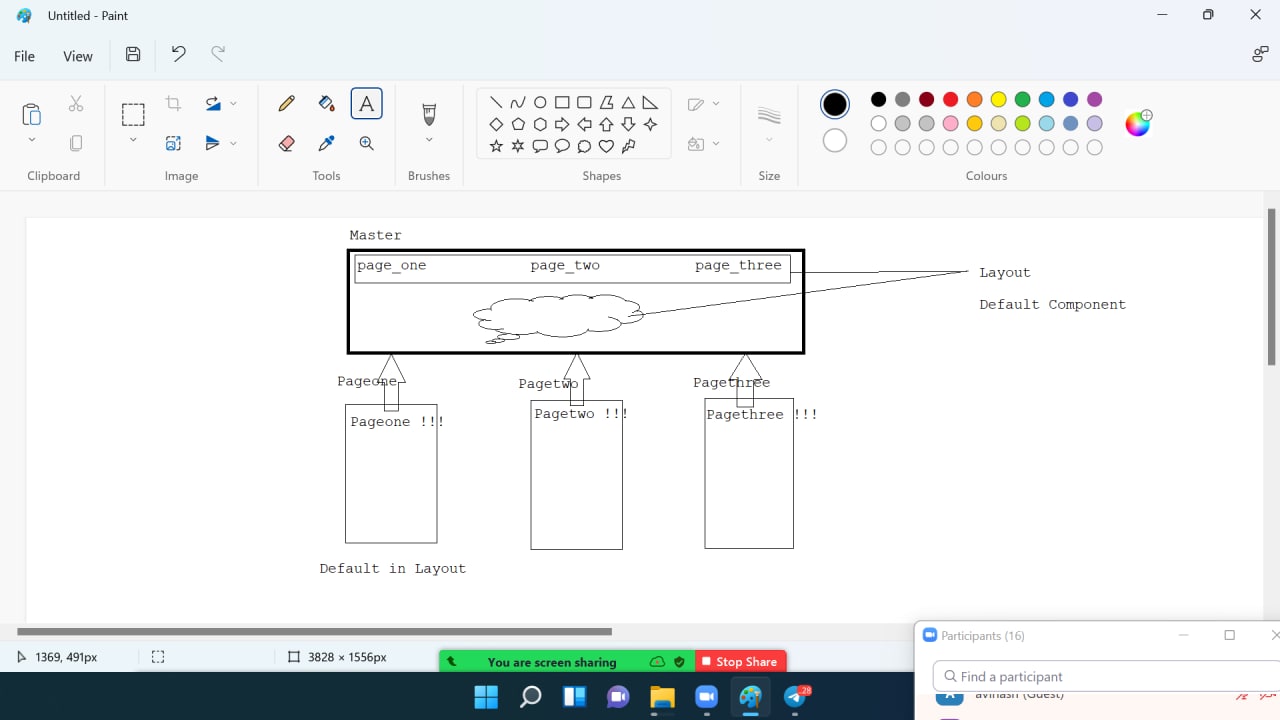 Untitled - Paint
File View
Clipboard Image Tools Brushes Shapes Size Colours
Master
page_one page_two page_three
Layout
Default Component
Pageone Pagetwo Pagethree
Pageone !!! Pagetwo !!! Pagethree !!!
Default in Layout
Participants (16)
1369, 491px 3828 × 1556px You are screen sharing Stop Share
Find a participant
A avinash (Guest)
28